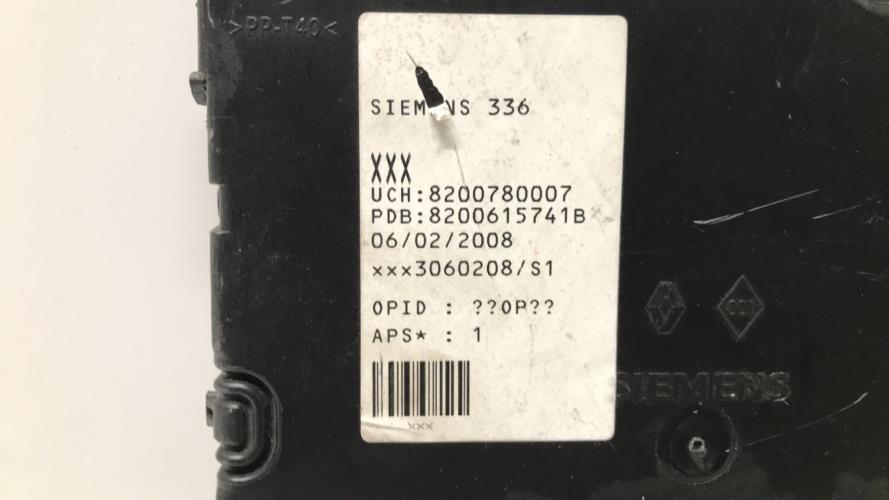 >PP-T40<
SIEMENS 336
XXX
UCH:8200780007
PDB:8200615741B
06/02/2008
xxx3060208/S1
OPID : ??OP??
APS* : 1
xxx
SIEMENS